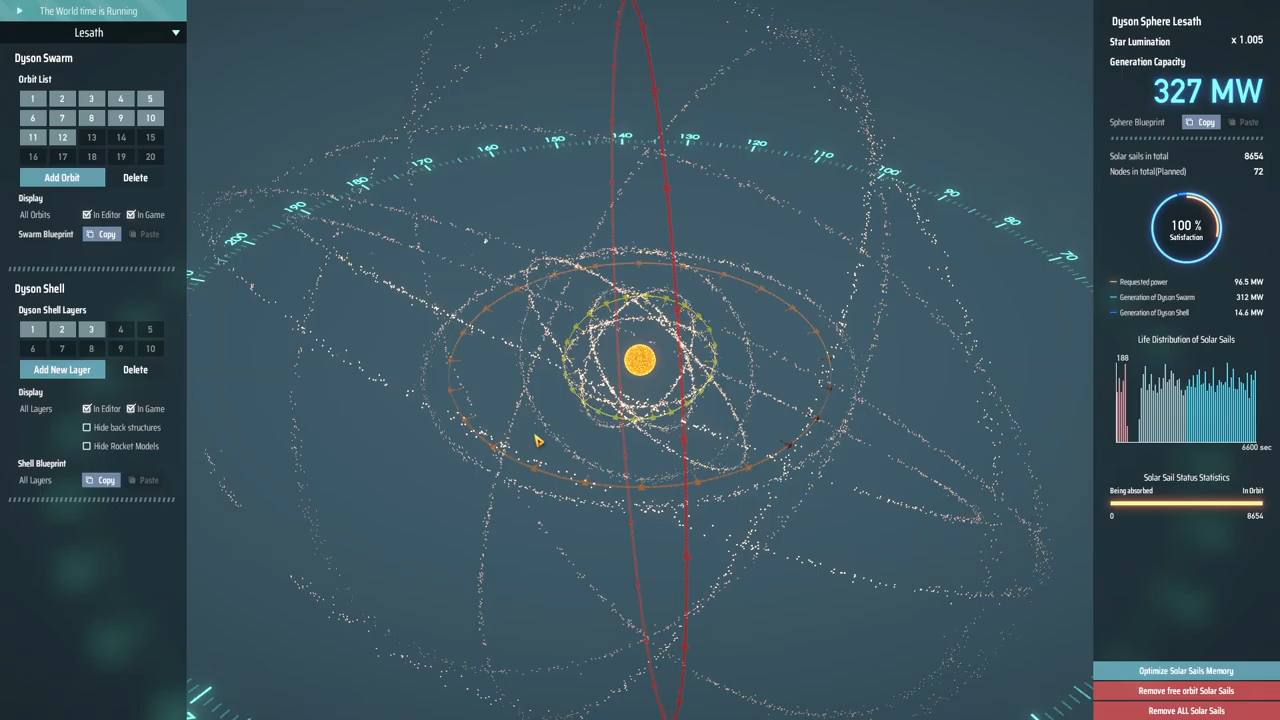 The World time is Running
Lesath
Dyson Swarm
Orbit List
1 2 3 4 5
6 7 8 9 10
11 12 13 14 15
16 17 18 19 20
Add Orbit Delete
Display
All Orbits In Editor In Game
Swarm Blueprint Copy Paste
Dyson Shell
Dyson Shell Layers
1 2 3 4 5
6 7 8 9 10
Add New Layer Delete
Display
All Layers In Editor In Game
Hide back structures
Hide Rocket Models
Shell Blueprint
All Layers Copy Paste
200 190 180 170 160 150 140 130 120 110 100 90 80 70
Dyson Sphere Lesath
Star Lumination x 1.005
Generation Capacity
327 MW
Sphere Blueprint Copy Paste
Solar sails in total 8654
Nodes in total(Planned) 72
100 %
Satisfaction
Requested power 96.5 MW
Generation of Dyson Swarm 312 MW
Generation of Dyson Shell 14.6 MW
Life Distribution of Solar Sails
188
6600 sec
Solar Sail Status Statistics
Being absorbed In Orbit
0 8654
Optimize Solar Sails Memory
Remove free orbit Solar Sails
Remove ALL Solar Sails